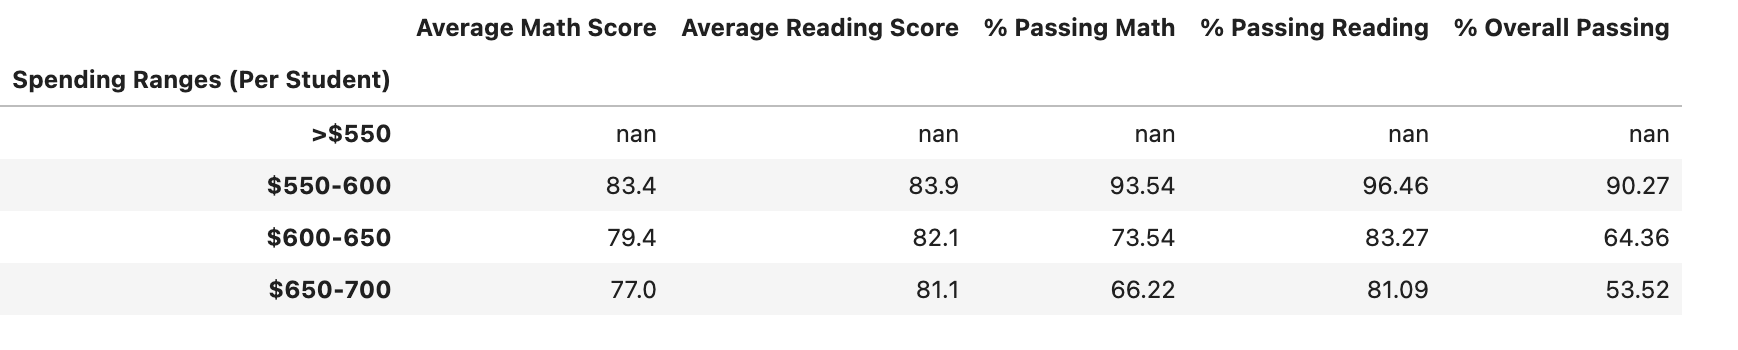 Average Math Score Average Reading Score % Passing Math % Passing Reading % Overall Passing
Spending Ranges (Per Student)
>$550 nan nan nan nan nan
$550-600 83.4 83.9 93.54 96.46 90.27
$600-650 79.4 82.1 73.54 83.27 64.36
$650-700 77.0 81.1 66.22 81.09 53.52